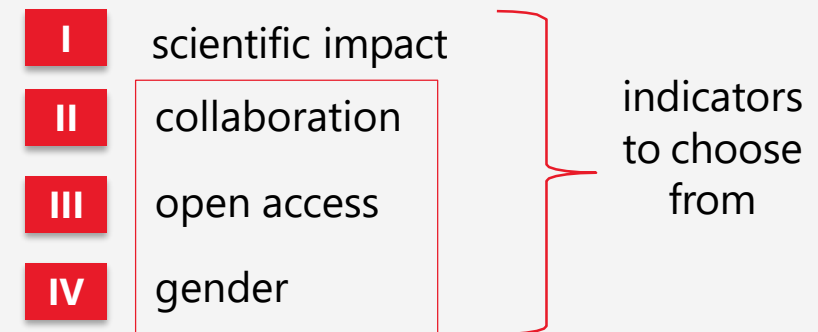 I scientific impact
II collaboration
III open access
IV gender
indicators
to choose
from